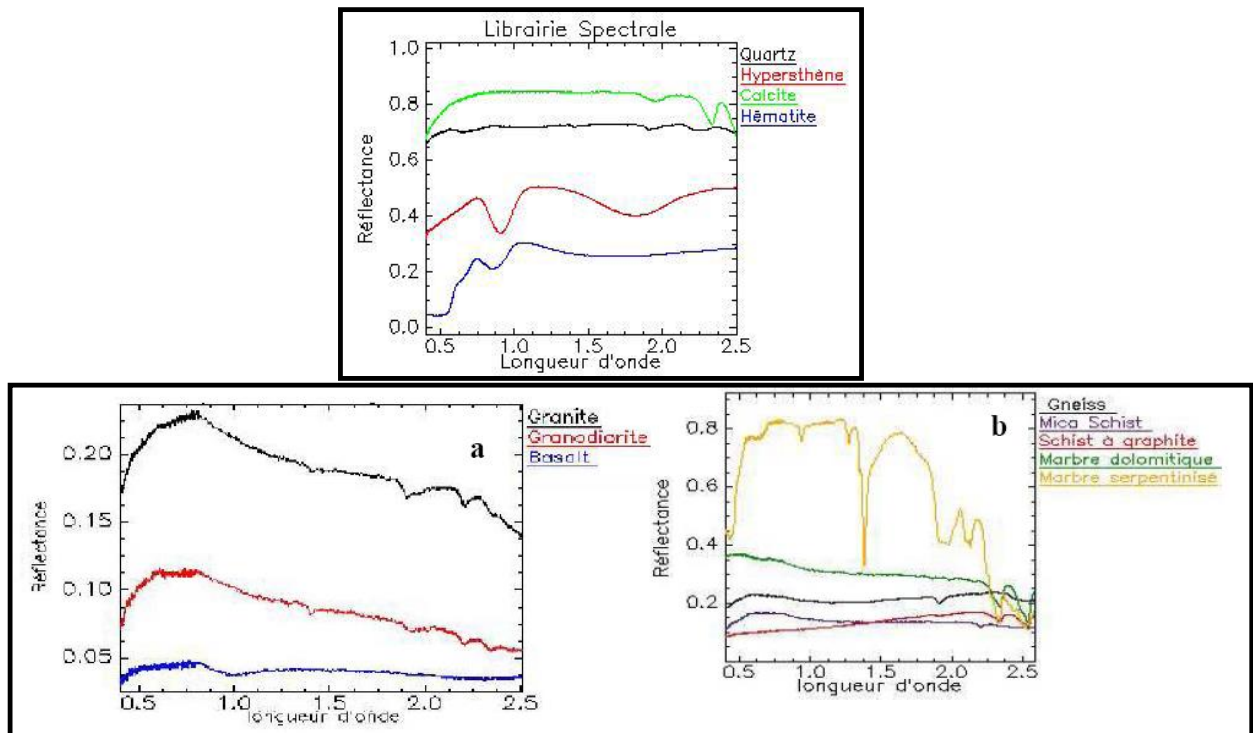 Librairie Spectrale
1.0
0.8
0.6
0.4
0.2
0.0
Réflectance
0.5
1.0
1.5
2.0
2.5
Longueur d'onde
Quartz
Hypersthène
Calcite
Hématite
0.20
0.15
0.10
0.05
Réflectance
0.5
1.0
1.5
2.0
2.5
longueur d'onde
a
Granite
Granodiorite
Basalt
0.8
0.6
0.4
0.2
Réflectance
0.5
1.0
1.5
2.0
2.5
longueur d'onde
b
Gneiss
Mica Schist
Schist à graphite
Marbre dolomitique
Marbre serpentinisé